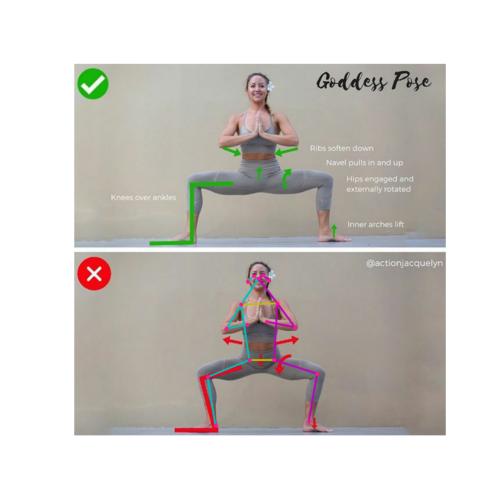 Goddess Pose
Ribs soften down
Navel pulls in and up
Hips engaged and
externally rotated
Knees over ankles
Inner arches lift
@actionjacquelyn